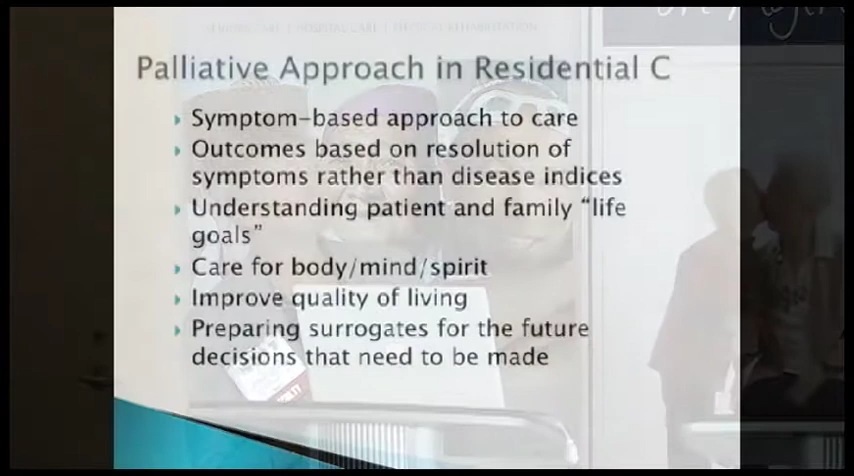 Palliative Approach in Residential C
Symptom-based approach to care
Outcomes based on resolution of
symptoms rather than disease indices
Understanding patient and family “life
goals”
Care for body/mind/spirit
Improve quality of living
Preparing surrogates for the future
decisions that need to be made